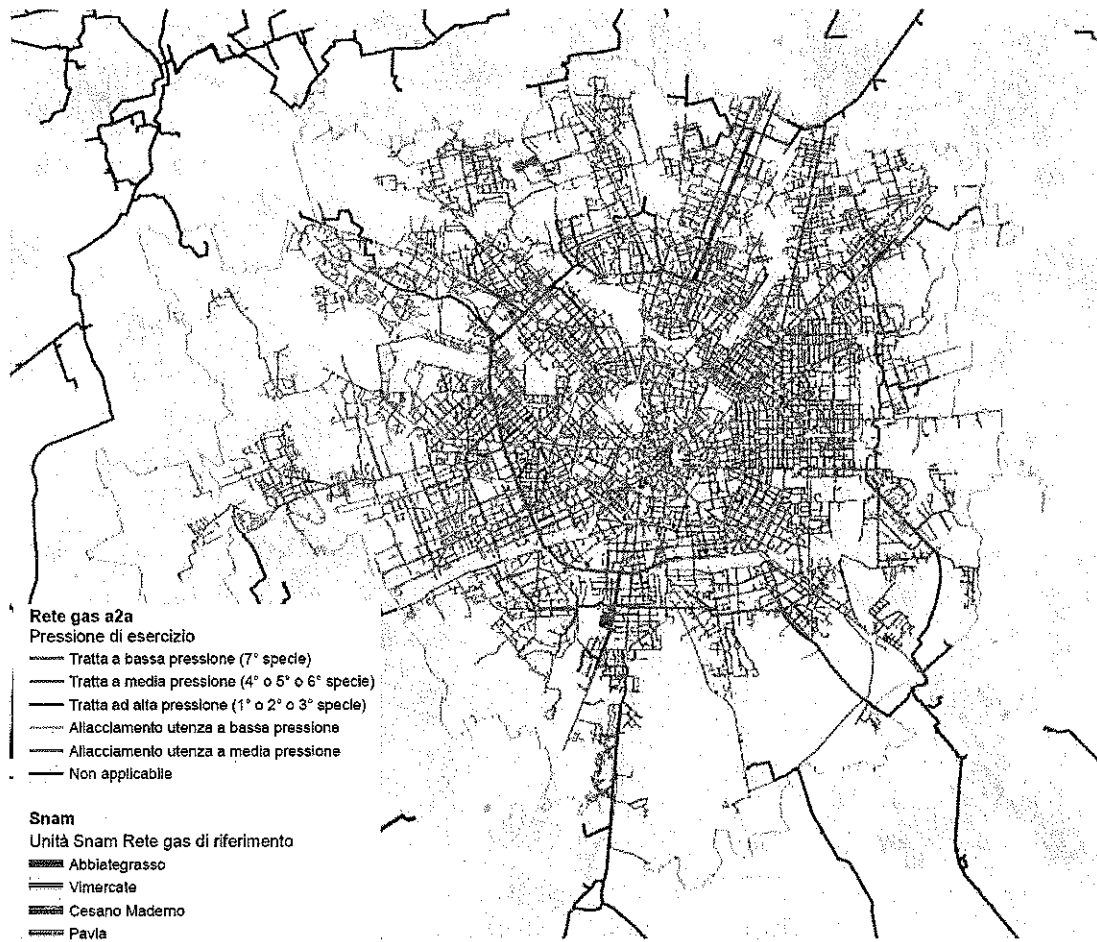 Rete gas a2a
Pressione di esercizio
Tratta a bassa pressione (7° specie)
Tratta a media pressione (4° o 5° o 6° specie)
Tratta ad alta pressione (1° o 2° o 3° specie)
Allacciamento utenza a bassa pressione
Allacciamento utenza a media pressione
Non applicabile
Snam
Unità Snam Rete gas di riferimento
Abbiategrasso
Vimercate
Cesano Maderno
Pavia